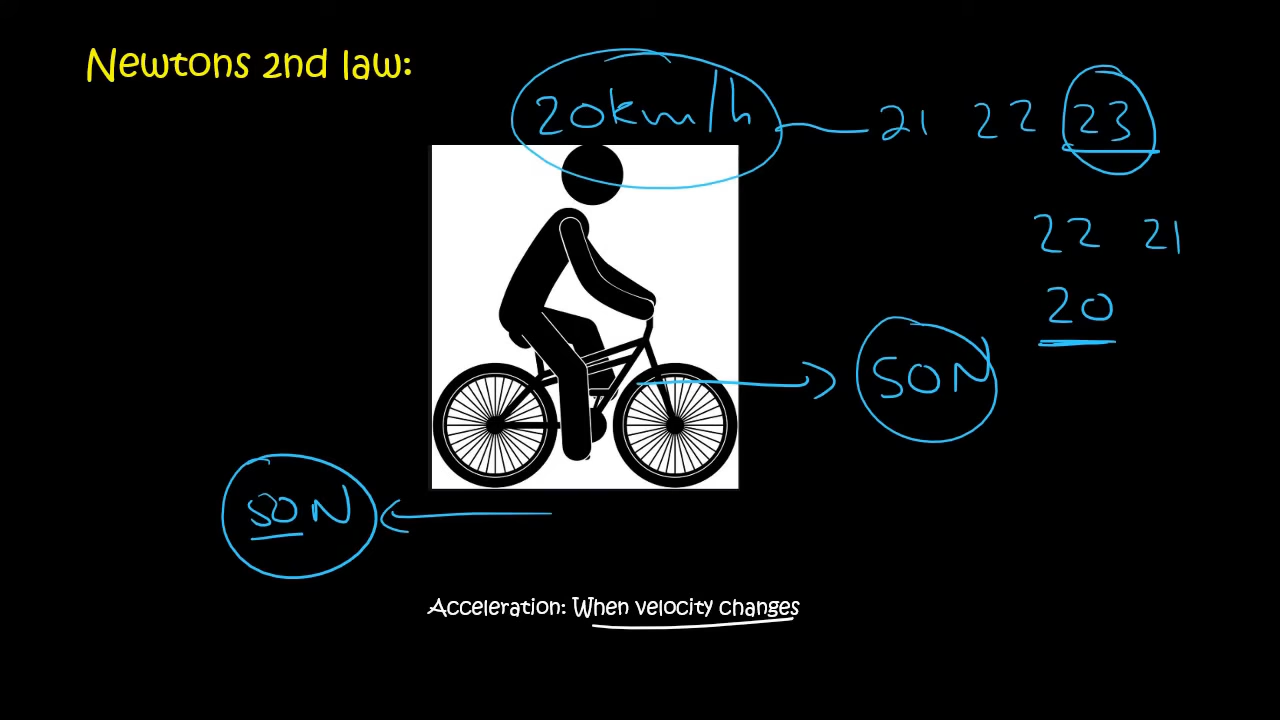 Newtons 2nd law:
20km/h 21 22 23
22 21
20
50N
50N
Acceleration: When velocity changes